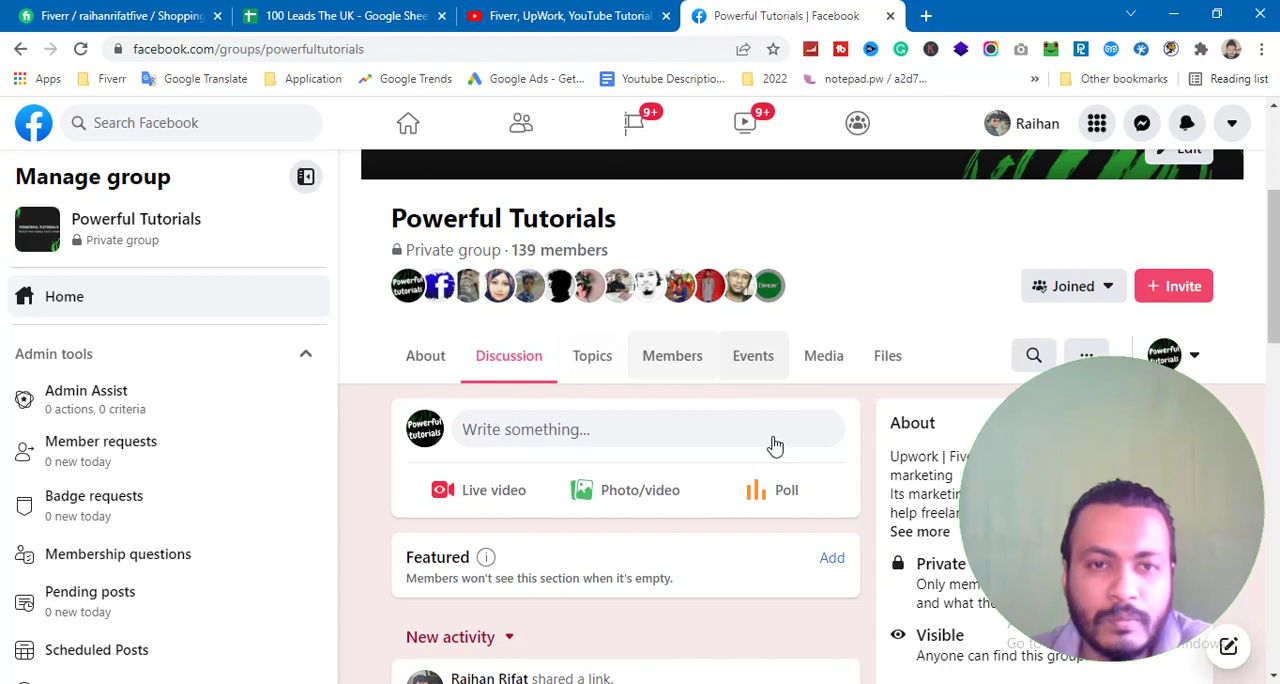 Fiverr / raihanrifatfive / Shopping
100 Leads The UK - Google Shee
Fiverr, UpWork, YouTube Tutorial
Powerful Tutorials | Facebook
facebook.com/groups/powerfultutorials
Apps
Fiverr
Google Translate
Application
Google Trends
Google Ads - Get...
Youtube Descriptio...
2022
notepad.pw / a2d7...
Other bookmarks
Reading list
Search Facebook
9+
9+
Raihan
Manage group
Edit
Powerful Tutorials
Private group
Powerful Tutorials
Private group · 139 members
Joined
+ Invite
Home
Admin tools
About
Discussion
Topics
Members
Events
Media
Files
Powerful tutorials
Admin Assist
0 actions, 0 criteria
Member requests
0 new today
Badge requests
0 new today
Membership questions
Pending posts
0 new today
Scheduled Posts
Powerful tutorials
Write something...
Live video
Photo/video
Poll
Featured
Add
Members won't see this section when it's empty.
New activity
Raihan Rifat shared a link.
About
Upwork | Five
marketing
Its marketing
help freelan
See more
Private
Only mem
and what the
Visible
Anyone can find this group.